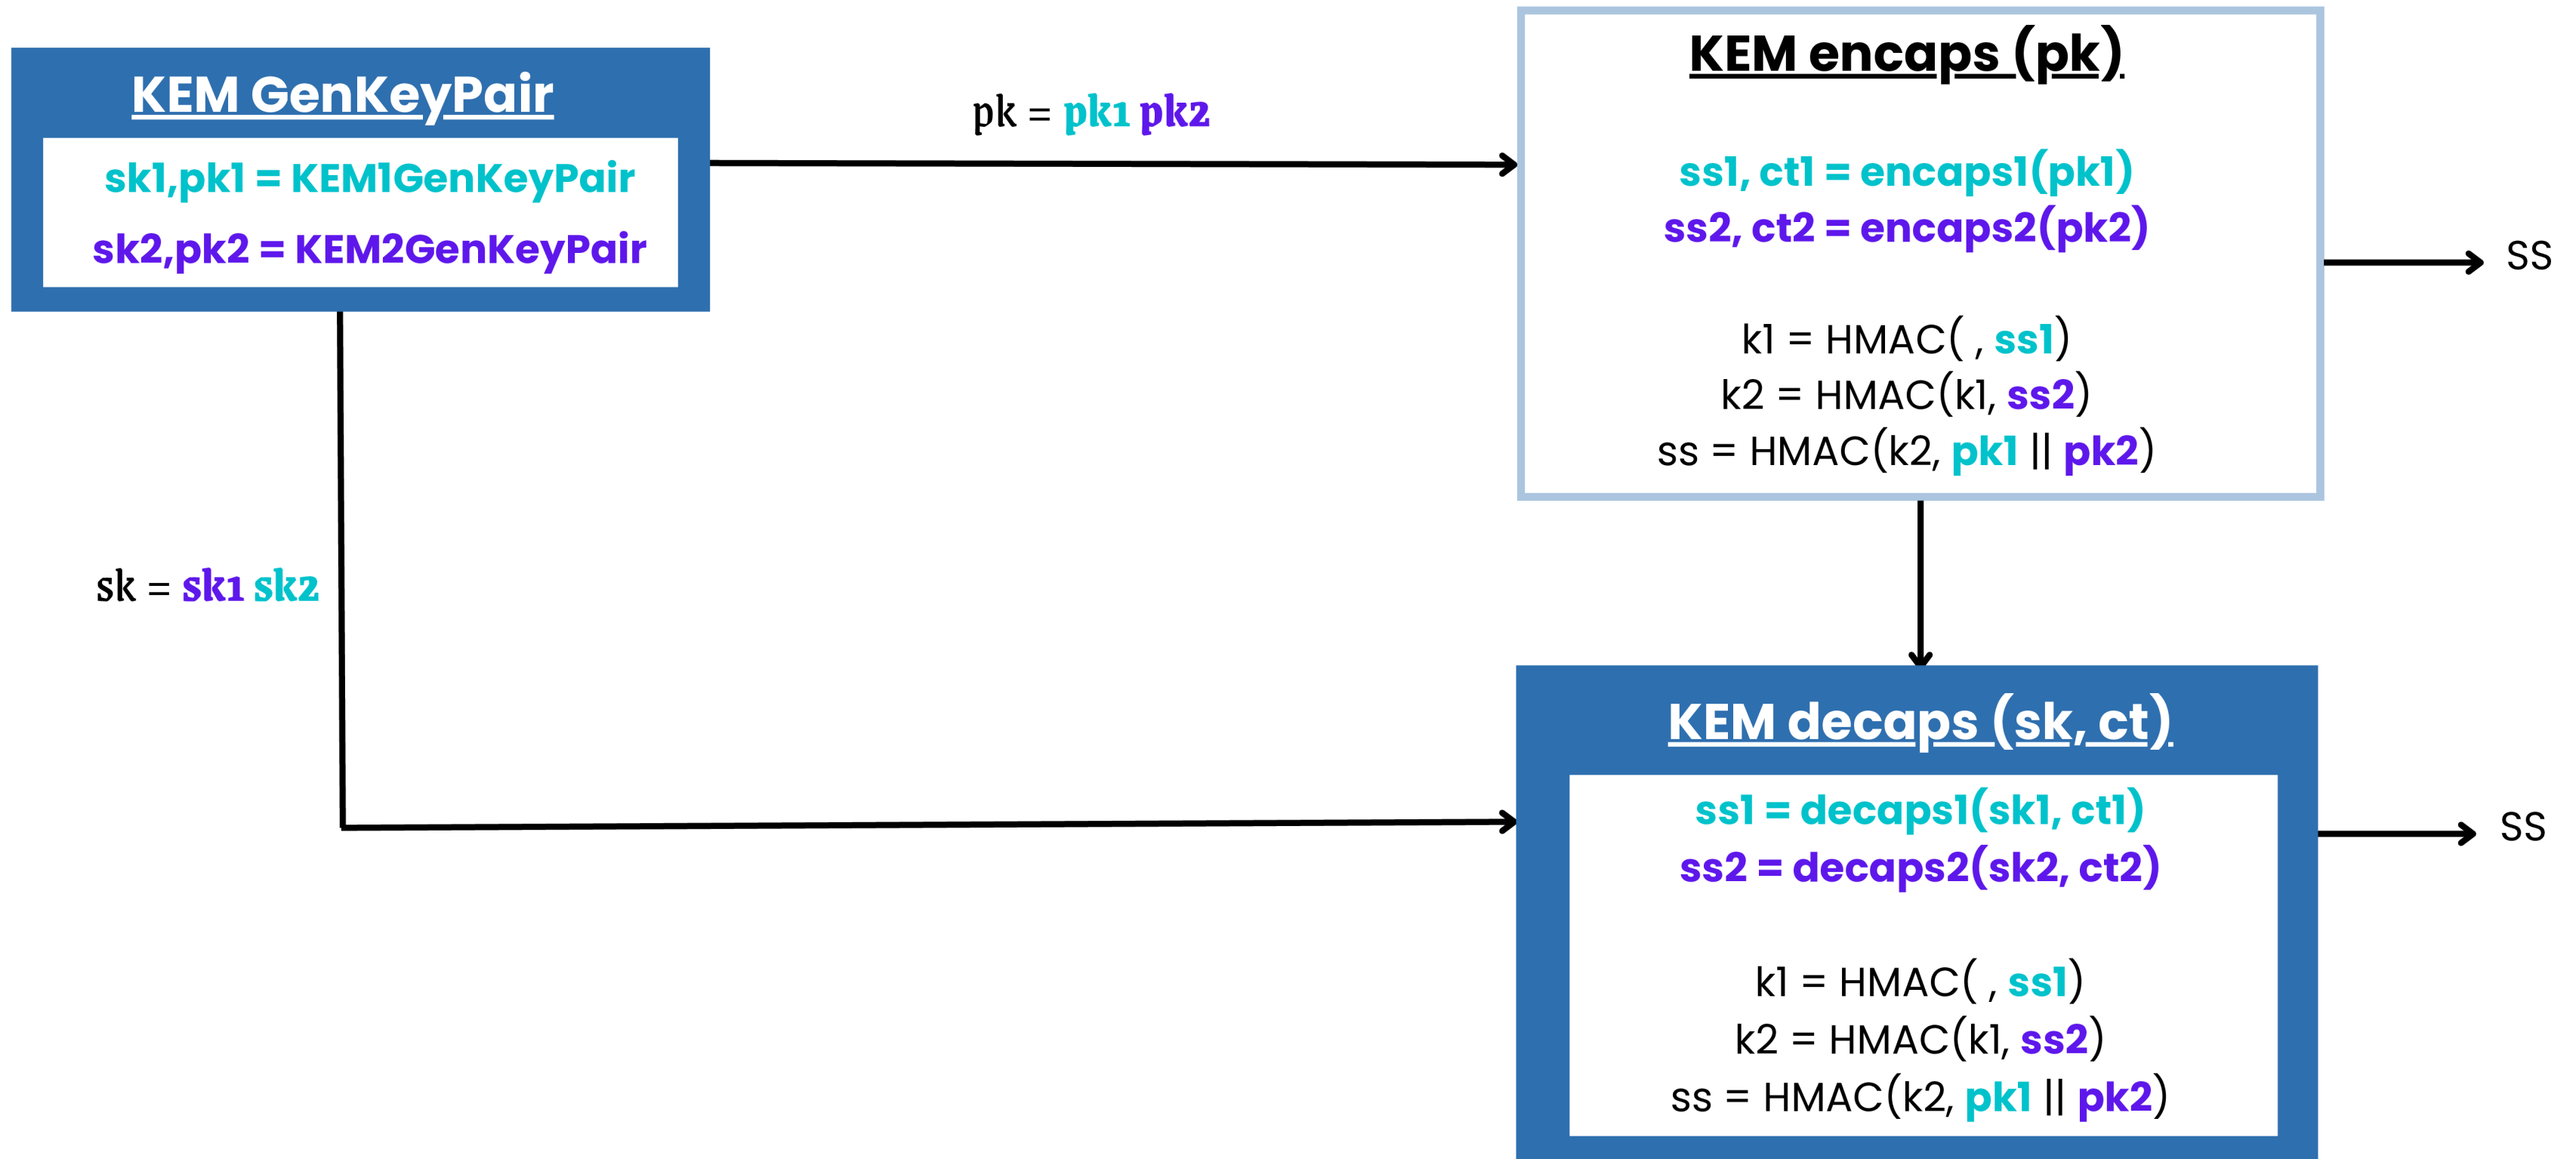 KEM GenKeyPair
sk1,pk1 = KEM1GenKeyPair
sk2,pk2 = KEM2GenKeyPair
pk = pk1 pk2
KEM encaps (pk)
ss1, ct1 = encaps1(pk1)
ss2, ct2 = encaps2(pk2)
k1 = HMAC( , ss1)
k2 = HMAC(k1, ss2)
ss = HMAC(k2, pk1 || pk2)
ss
sk = sk1 sk2
KEM decaps (sk, ct)
ss1 = decaps1(sk1, ct1)
ss2 = decaps2(sk2, ct2)
k1 = HMAC( , ss1)
k2 = HMAC(k1, ss2)
ss = HMAC(k2, pk1 || pk2)
ss